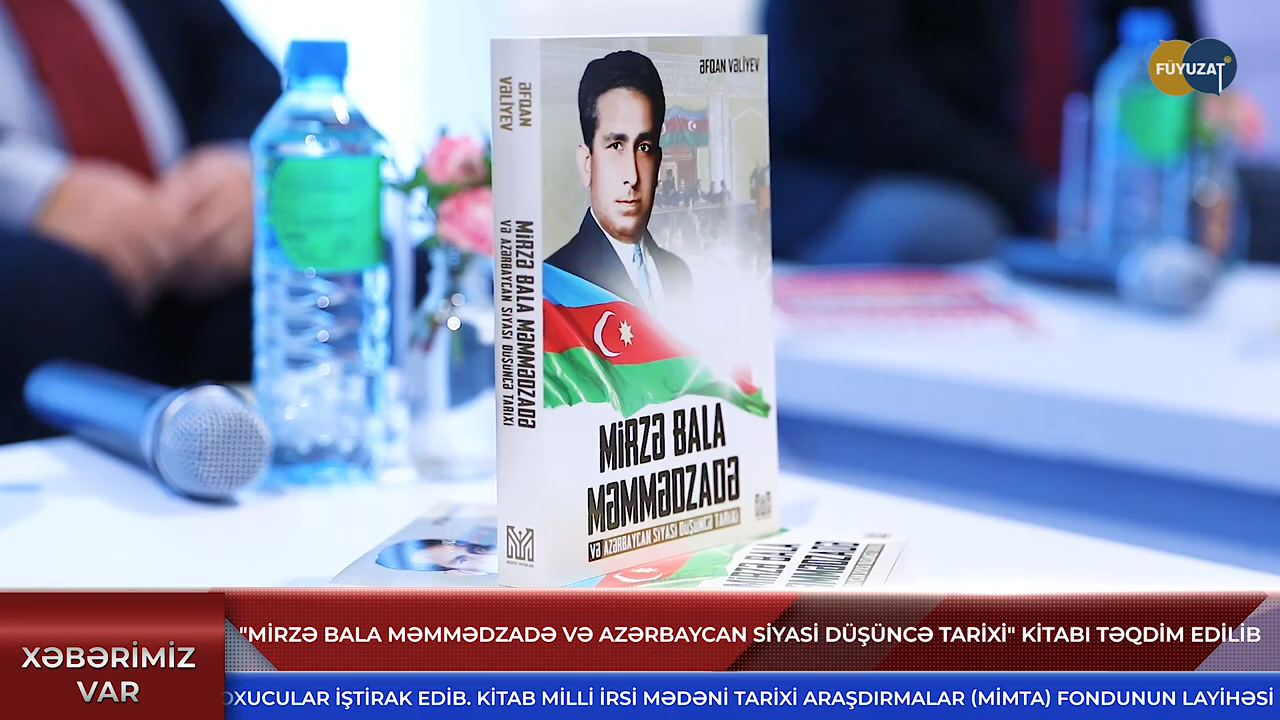 FÜYUZAT
ƏFQAN VƏLİYEV
ƏFQAN
VƏLİYEV
MİRZƏ BALA MƏMMƏDZADƏ
VƏ AZƏRBAYCAN SİYASİ DÜŞÜNCƏ TARİXİ
MİRZƏ BALA
MƏMMƏDZADƏ
VƏ AZƏRBAYCAN SİYASİ DÜŞÜNCƏ TARİXİ
MİRZƏ BALA
XƏBƏRİMİZ
VAR
"MİRZƏ BALA MƏMMƏDZADƏ VƏ AZƏRBAYCAN SİYASİ DÜŞÜNCƏ TARİXİ" KİTABI TƏQDİM EDİLİB
OXUCULAR İŞTİRAK EDİB. KİTAB MİLLİ İRSİ MƏDƏNİ TARİXİ ARAŞDIRMALAR (MİMTA) FONDUNUN LAYİHƏSİ